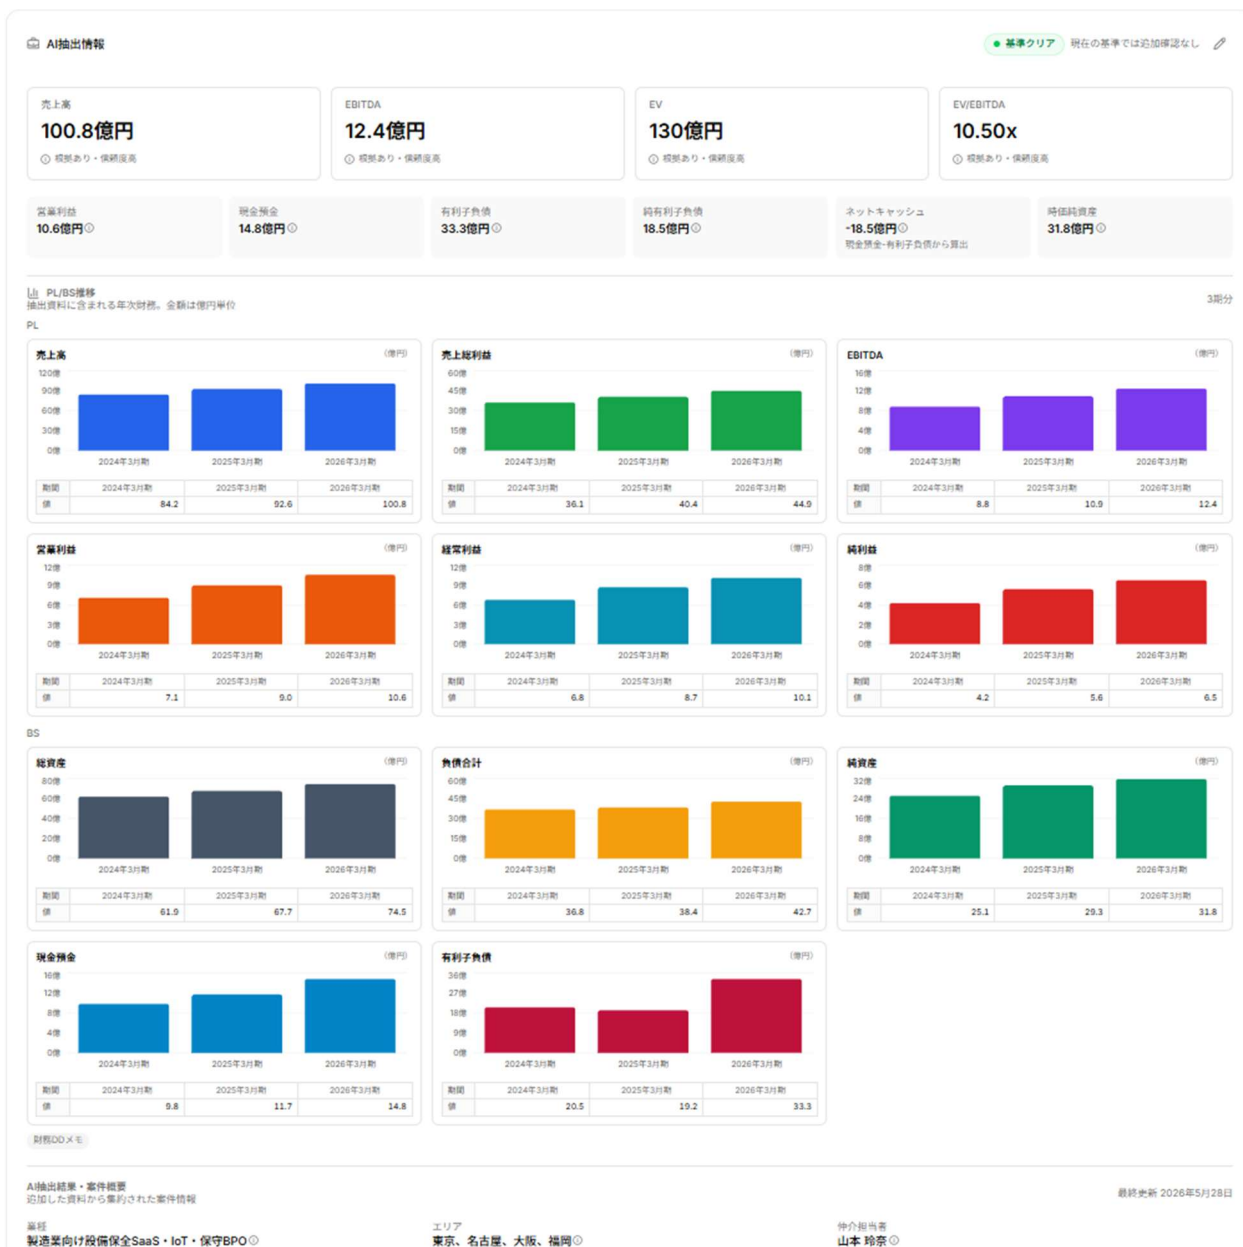 AI抽出情報
基準クリア 現在の基準では追加確認なし
売上高 EBITDA EV EV/EBITDA
100.8億円 12.4億円 130億円 10.50x
根拠あり・信頼度高 根拠あり・信頼度高 根拠あり・信頼度高 根拠あり・信頼度高
営業利益 現金預金 有利子負債 純有利子負債 ネットキャッシュ 時価純資産
10.6億円 14.8億円 33.3億円 18.5億円 -18.5億円 31.8億円
現金預金-有利子負債から算出
PL/BS推移
抽出資料に含まれる年次財務。金額は億円単位
3期分
PL
売上高 (億円)
120億
90億
60億
30億
0億
2024年3月期 2025年3月期 2026年3月期
期間 2024年3月期 2025年3月期 2026年3月期
値 84.2 92.6 100.8
売上総利益 (億円)
60億
45億
30億
15億
0億
2024年3月期 2025年3月期 2026年3月期
期間 2024年3月期 2025年3月期 2026年3月期
値 36.1 40.4 44.9
EBITDA (億円)
16億
12億
8億
4億
0億
2024年3月期 2025年3月期 2026年3月期
期間 2024年3月期 2025年3月期 2026年3月期
値 8.8 10.9 12.4
営業利益 (億円)
12億
9億
6億
3億
0億
2024年3月期 2025年3月期 2026年3月期
期間 2024年3月期 2025年3月期 2026年3月期
値 7.1 9.0 10.6
経常利益 (億円)
12億
9億
6億
3億
0億
2024年3月期 2025年3月期 2026年3月期
期間 2024年3月期 2025年3月期 2026年3月期
値 6.8 8.7 10.1
純利益 (億円)
8億
6億
4億
2億
0億
2024年3月期 2025年3月期 2026年3月期
期間 2024年3月期 2025年3月期 2026年3月期
値 4.2 5.6 6.5
BS
総資産 (億円)
80億
60億
40億
20億
0億
2024年3月期 2025年3月期 2026年3月期
期間 2024年3月期 2025年3月期 2026年3月期
値 61.9 67.7 74.5
負債合計 (億円)
60億
45億
30億
15億
0億
2024年3月期 2025年3月期 2026年3月期
期間 2024年3月期 2025年3月期 2026年3月期
値 36.8 38.4 42.7
純資産 (億円)
32億
24億
16億
8億
0億
2024年3月期 2025年3月期 2026年3月期
期間 2024年3月期 2025年3月期 2026年3月期
値 25.1 29.3 31.8
現金預金 (億円)
16億
12億
8億
4億
0億
2024年3月期 2025年3月期 2026年3月期
期間 2024年3月期 2025年3月期 2026年3月期
値 9.8 11.7 14.8
有利子負債 (億円)
36億
27億
18億
9億
0億
2024年3月期 2025年3月期 2026年3月期
期間 2024年3月期 2025年3月期 2026年3月期
値 20.5 19.2 33.3
財務DDメモ
AI抽出結果・案件概要
追加した資料から集約された案件情報
最終更新 2026年5月28日
業種 エリア 仲介担当者
製造業向け設備保全SaaS・IoT・保守BPO 東京、名古屋、大阪、福岡 山本 玲奈